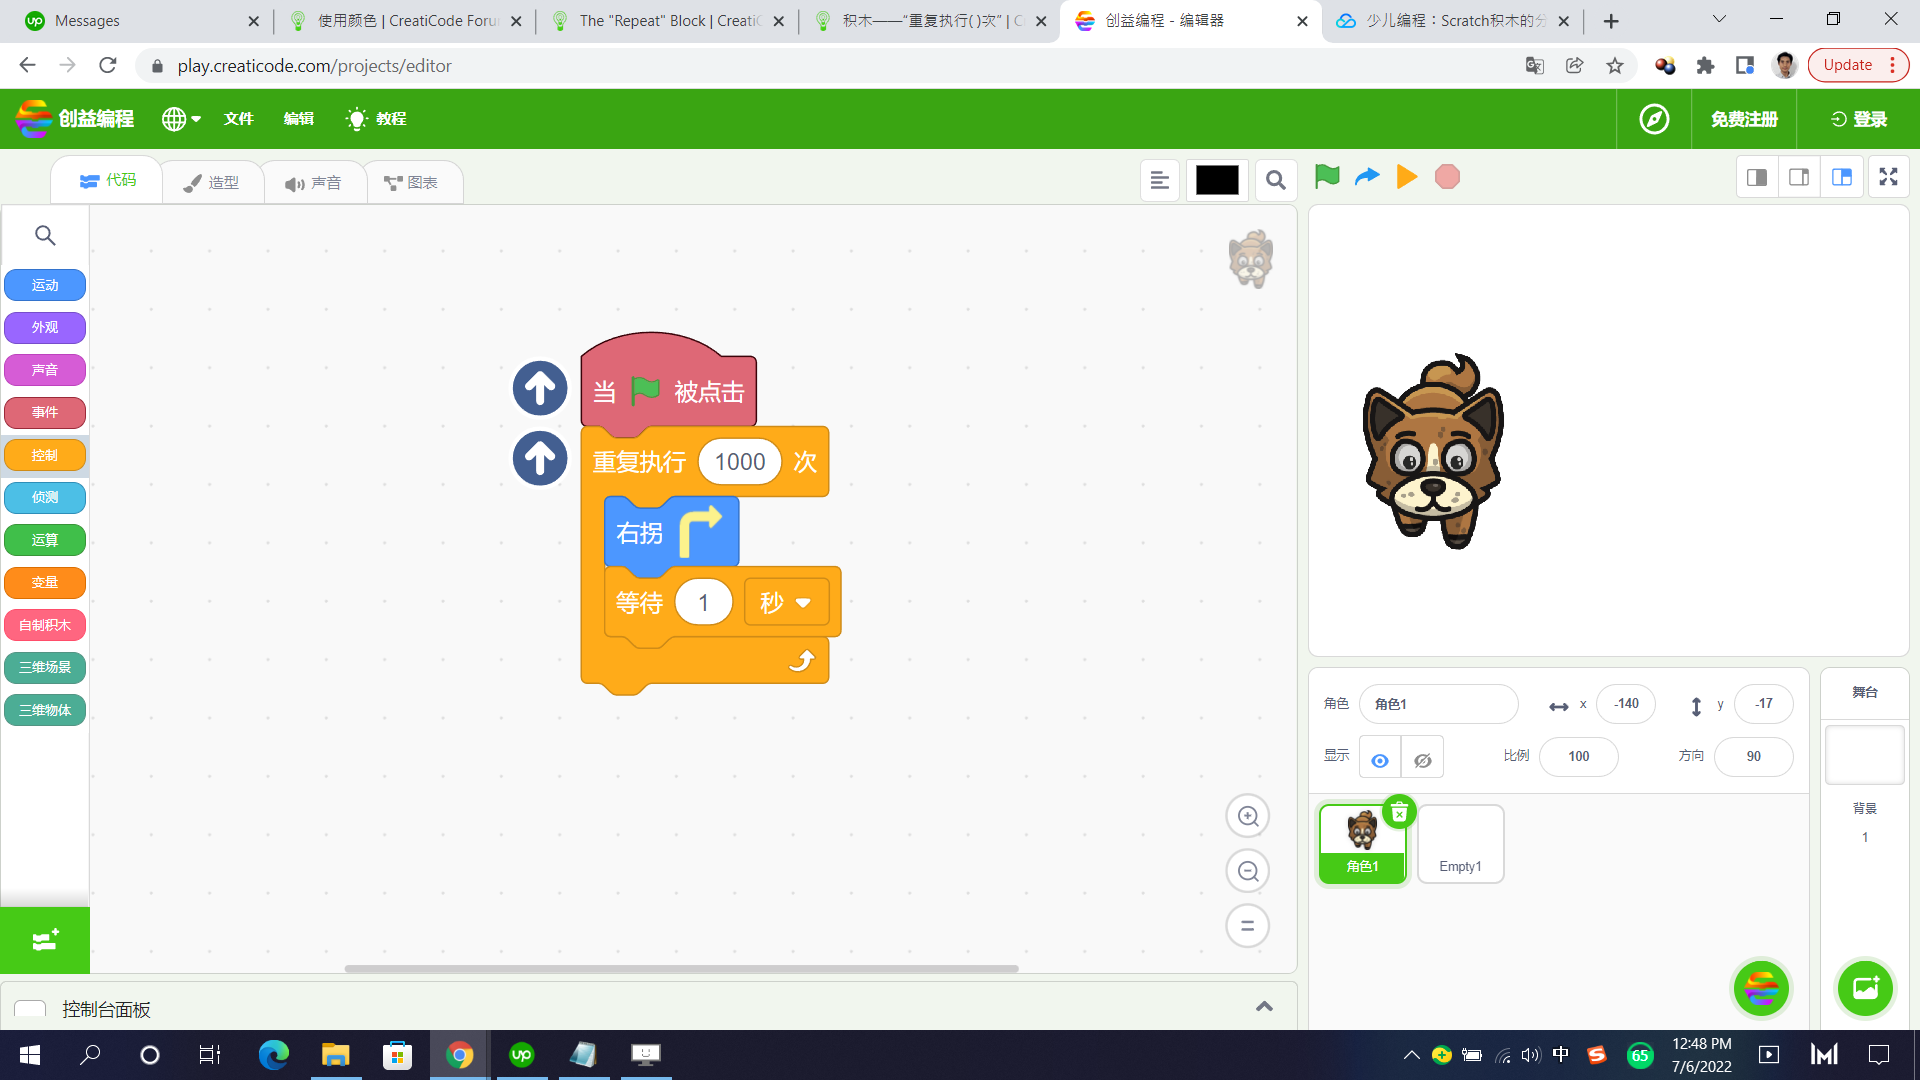 Messages
使用颜色 | CreatiCode Foru
The "Repeat" Block | CreatiC
积木——“重复执行( )次” | C
创益编程 - 编辑器
少儿编程：Scratch积木的分
play.creaticode.com/projects/editor
Update
创益编程
文件
编辑
教程
免费注册
登录
代码
造型
声音
图表
运动
外观
声音
事件
控制
侦测
运算
变量
自制积木
三维场景
三维物体
当 被点击
重复执行 1000 次
右拐
等待 1 秒
角色 角色1 x -140 y -17
显示 比例 100 方向 90
角色1
Empty1
舞台
背景
1
控制台面板
up
中
65
12:48 PM
7/6/2022